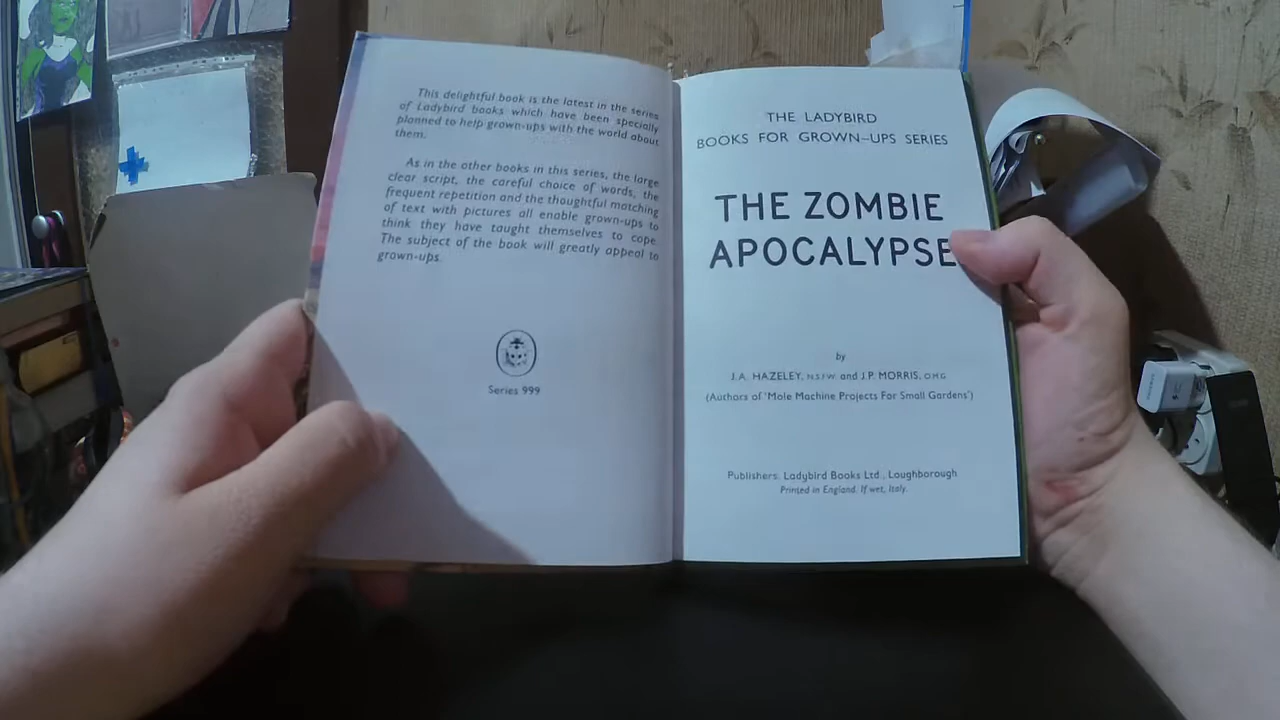 This delightful book is the latest in the series
of Ladybird books which have been specially
planned to help grown-ups with the world about
them.
As in the other books in this series, the large
clear script, the careful choice of words, the
frequent repetition and the thoughtful matching
of text with pictures all enable grown-ups to
think they have taught themselves to cope.
The subject of the book will greatly appeal to
grown-ups.
Series 999
THE LADYBIRD
BOOKS FOR GROWN-UPS SERIES
THE ZOMBIE
APOCALYPSE
by
J.A. HAZELEY, N.S.F.W. and J.P. MORRIS, O.M.G.
(Authors of 'Mole Machine Projects For Small Gardens')
Publishers: Ladybird Books Ltd., Loughborough
Printed in England. If wet, Italy.